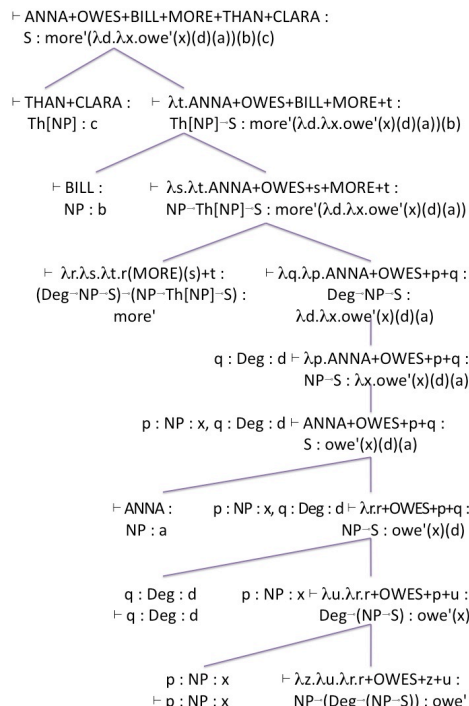 ⊢ ANNA+OWES+BILL+MORE+THAN+CLARA :
S : more'(λd.λx.owe'(x)(d)(a))(b)(c)
⊢ THAN+CLARA :
Th[NP] : c
⊢ λt.ANNA+OWES+BILL+MORE+t :
Th[NP]→S : more'(λd.λx.owe'(x)(d)(a))(b)
⊢ BILL :
NP : b
⊢ λs.λt.ANNA+OWES+s+MORE+t :
NP→Th[NP]→S : more'(λd.λx.owe'(x)(d)(a))
⊢ λr.λs.λt.r(MORE)(s)+t :
(Deg→NP→S)→(NP→Th[NP]→S) :
more'
⊢ λq.λp.ANNA+OWES+p+q :
Deg→NP→S :
λd.λx.owe'(x)(d)(a)
q : Deg : d ⊢ λp.ANNA+OWES+p+q :
NP→S : λx.owe'(x)(d)(a)
p : NP : x, q : Deg : d ⊢ ANNA+OWES+p+q :
S : owe'(x)(d)(a)
⊢ ANNA :
NP : a
p : NP : x, q : Deg : d ⊢ λr.r+OWES+p+q :
NP→S : owe'(x)(d)
q : Deg : d
⊢ q : Deg : d
p : NP : x ⊢ λu.λr.r+OWES+p+u :
Deg→(NP→S) : owe'(x)
p : NP : x
⊢ p : NP : x
⊢ λz.λu.λr.r+OWES+z+u :
NP→(Deg→(NP→S)) : owe'